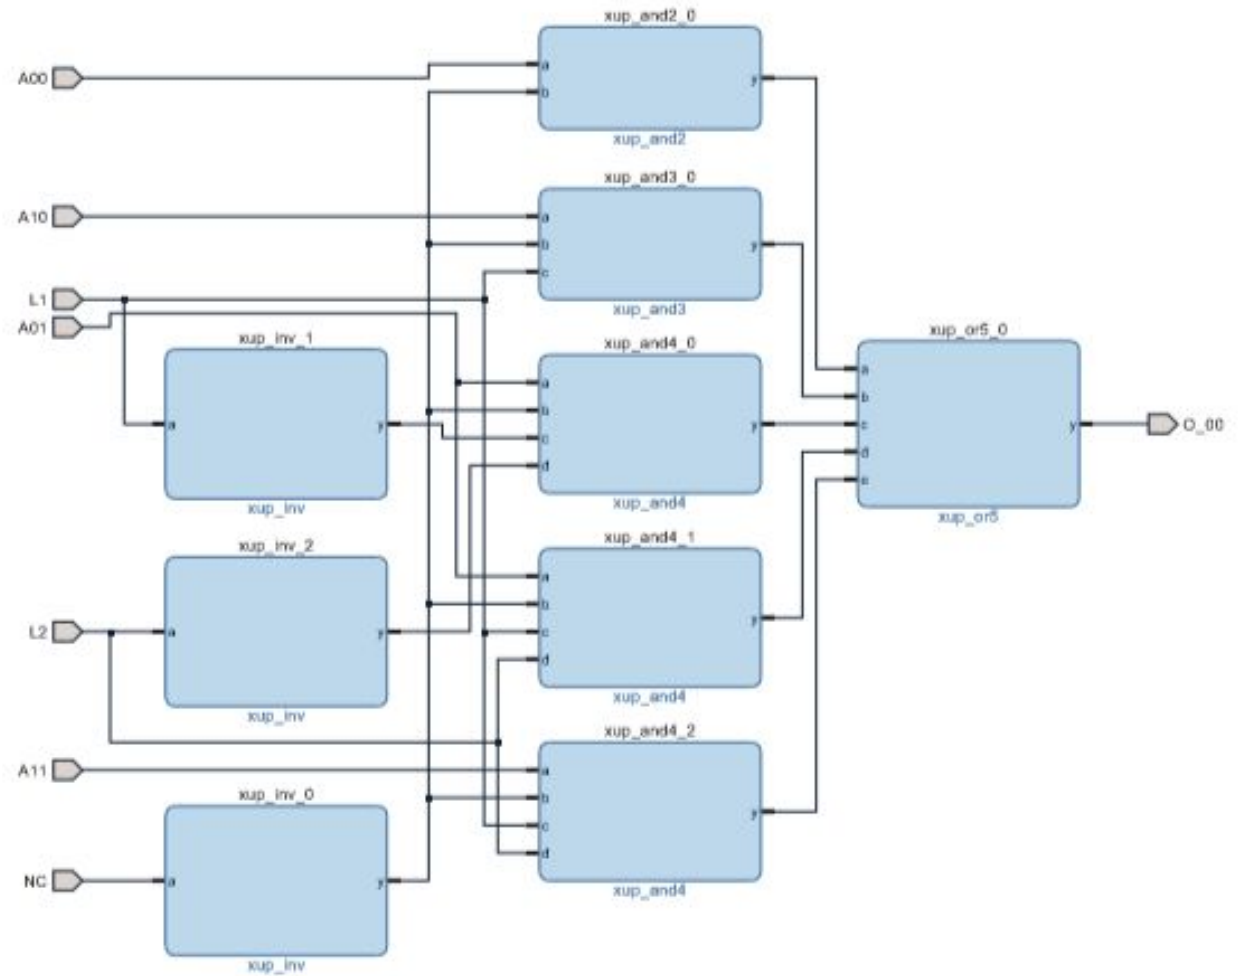 xup_and2_0
A00
a
b
y
xup_and2
xup_and3_0
A10
a
b
c
y
xup_and3
L1
A01
xup_inv_1
a
y
xup_inv
xup_and4_0
a
b
c
d
y
xup_and4
xup_or5_0
a
b
c
d
e
y
xup_or5
O_00
xup_inv_2
L2
a
y
xup_inv
xup_and4_1
a
b
c
d
y
xup_and4
xup_and4_2
A11
a
b
c
d
y
xup_and4
xup_inv_0
NC
a
y
xup_inv